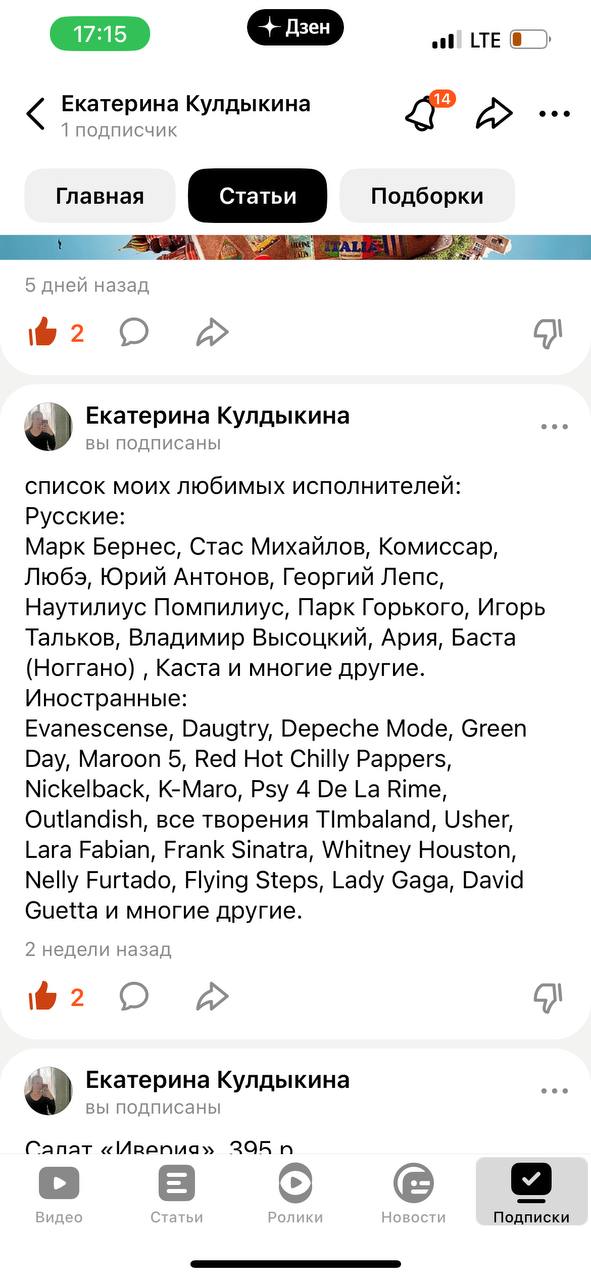 17:15
Дзен
LTE
Екатерина Кулдыкина
1 подписчик
14
Главная
Статьи
Подборки
ITALIA
5 дней назад
2
Екатерина Кулдыкина
вы подписаны
список моих любимых исполнителей:
Русские:
Марк Бернес, Стас Михайлов, Комиссар,
Любэ, Юрий Антонов, Георгий Лепс,
Наутилиус Помпилиус, Парк Горького, Игорь
Тальков, Владимир Высоцкий, Ария, Баста
(Ноггано) , Каста и многие другие.
Иностранные:
Evanescense, Daugtry, Depeche Mode, Green
Day, Maroon 5, Red Hot Chilly Pappers,
Nickelback, K-Maro, Psy 4 De La Rime,
Outlandish, все творения TImbaland, Usher,
Lara Fabian, Frank Sinatra, Whitney Houston,
Nelly Furtado, Flying Steps, Lady Gaga, David
Guetta и многие другие.
2 недели назад
2
Екатерина Кулдыкина
вы подписаны
Салат «Иверия» 395 р
Видео
Статьи
Ролики
Новости
Подписки